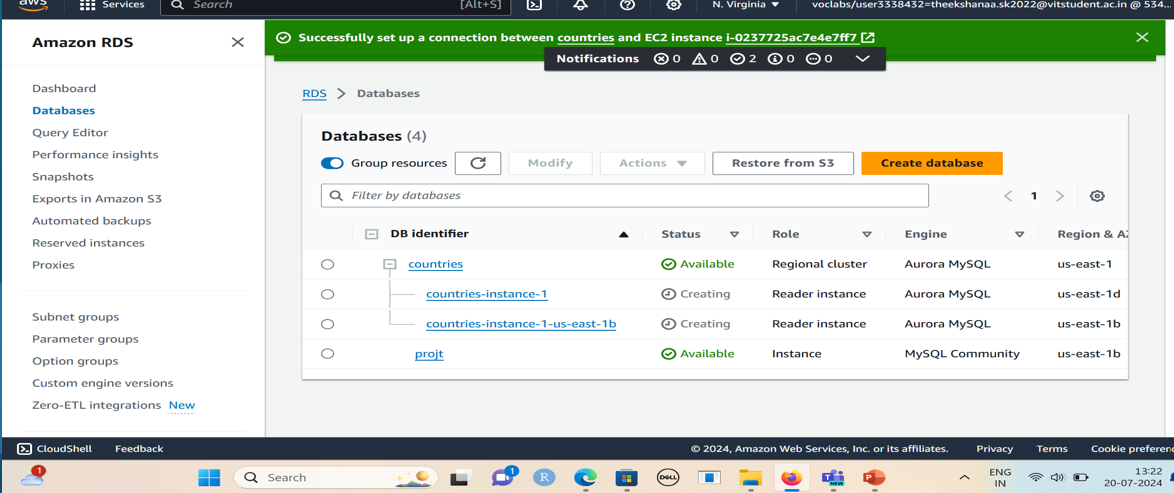 aws
Services
Search
[Alt+S]
N. Virginia
voclabs/user3338432=theekshanaa.sk2022@vitstudent.ac.in @ 534...
Amazon RDS
Dashboard
Databases
Query Editor
Performance insights
Snapshots
Exports in Amazon S3
Automated backups
Reserved instances
Proxies
Subnet groups
Parameter groups
Option groups
Custom engine versions
Zero-ETL integrations New
Successfully set up a connection between countries and EC2 instance i-0237725ac7e4e7ff7
Notifications 0 0 2 0 0
RDS > Databases
Databases (4)
Group resources
Modify
Actions
Restore from S3
Create database
Filter by databases
1
DB identifier Status Role Engine Region & AZ
countries Available Regional cluster Aurora MySQL us-east-1
countries-instance-1 Creating Reader instance Aurora MySQL us-east-1d
countries-instance-1-us-east-1b Creating Reader instance Aurora MySQL us-east-1b
projt Available Instance MySQL Community us-east-1b
CloudShell Feedback © 2024, Amazon Web Services, Inc. or its affiliates. Privacy Terms Cookie preferen
1
Search
1
R
DELL
NEW
ENG
IN
13:22
20-07-2024